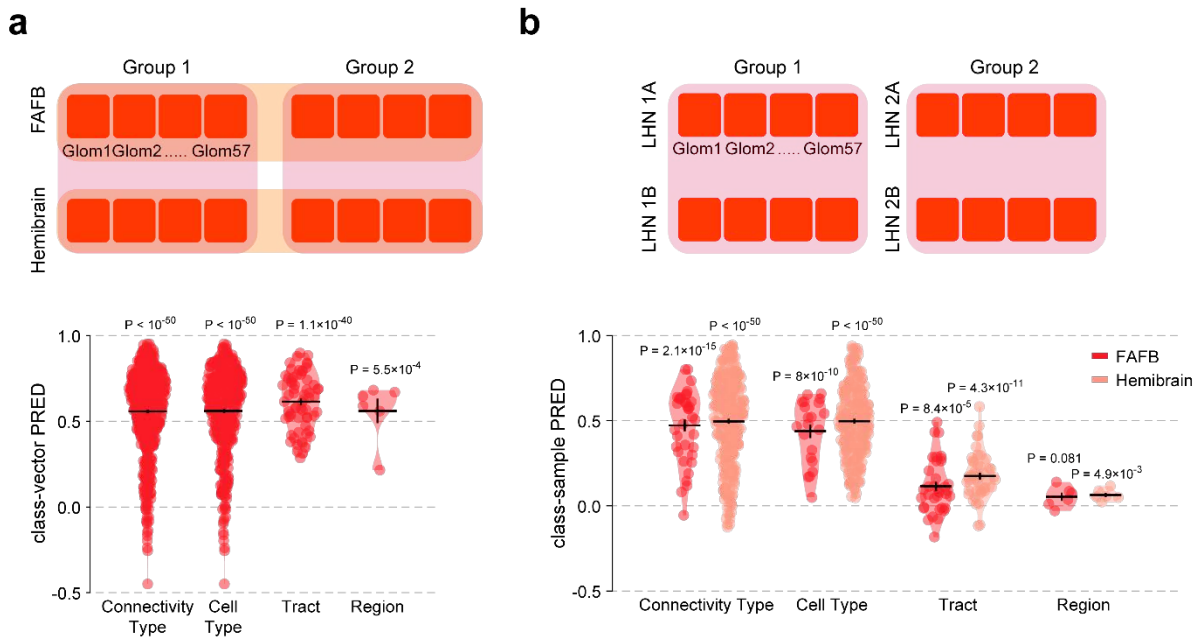 a
Group 1
Group 2
FAFB
Glom1 Glom2 ..... Glom57
Hemibrain
class-vector PRED
1.0
0.5
0.0
-0.5
P < 10⁻⁵⁰
P < 10⁻⁵⁰
P = 1.1×10⁻⁴⁰
P = 5.5×10⁻⁴
Connectivity Type
Cell Type
Tract
Region
b
Group 1
Group 2
LHN 1A
LHN 2A
Glom1 Glom2 ..... Glom57
LHN 1B
LHN 2B
class-sample PRED
1.0
0.5
0.0
-0.5
P = 2.1×10⁻¹⁵
P < 10⁻⁵⁰
P = 8×10⁻¹⁰
P < 10⁻⁵⁰
P = 8.4×10⁻⁵
P = 4.3×10⁻¹¹
P = 0.081
P = 4.9×10⁻³
FAFB
Hemibrain
Connectivity Type
Cell Type
Tract
Region